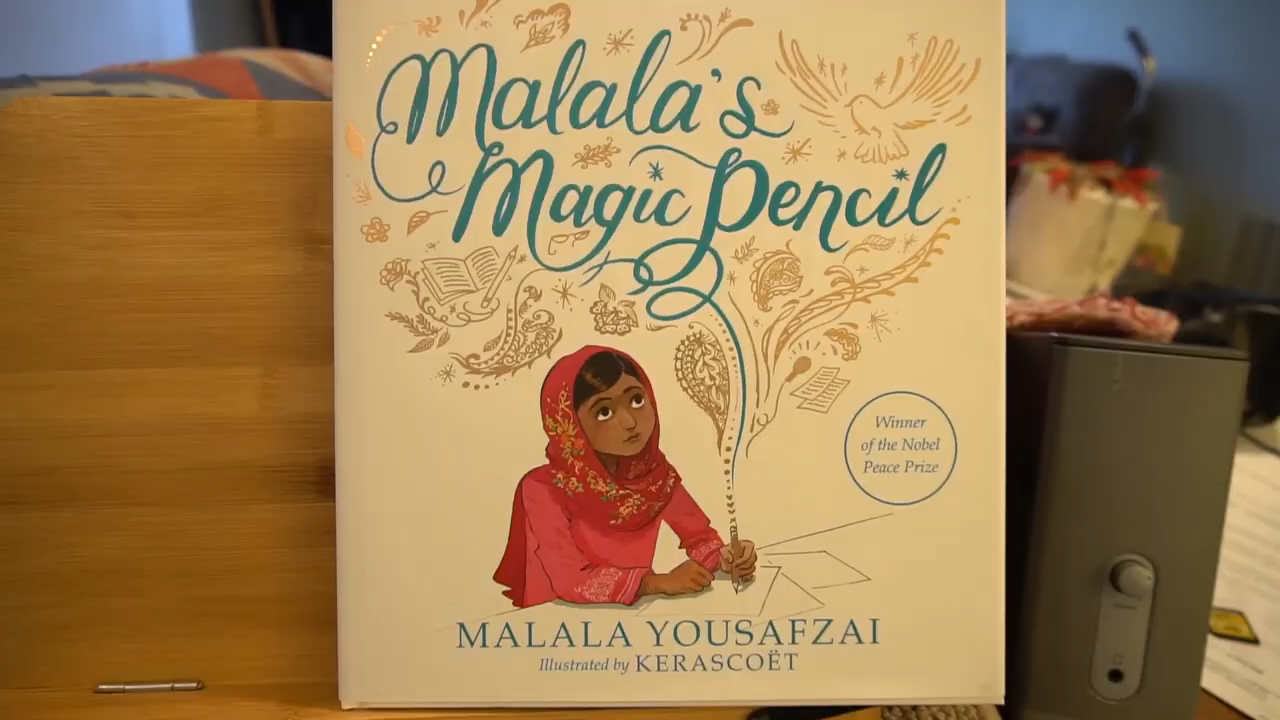 Malala's
Magic Pencil
Winner
of the Nobel
Peace Prize
MALALA YOUSAFZAI
Illustrated by KERASCOËT